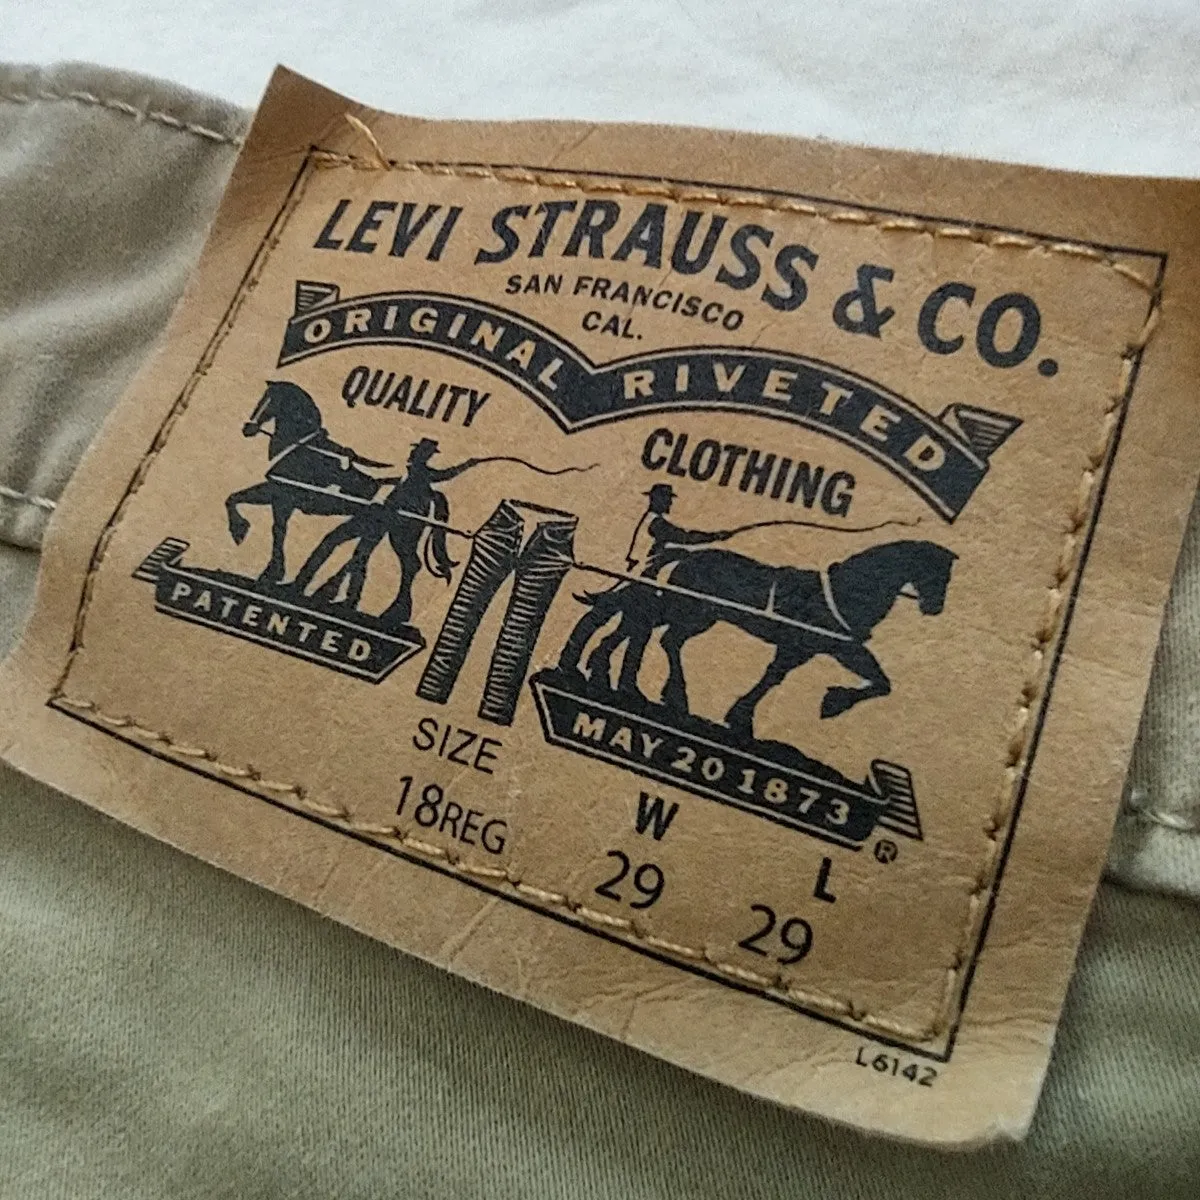 LEVI STRAUSS & CO.
SAN FRANCISCO
CAL.
ORIGINAL RIVETED
QUALITY
CLOTHING
PATENTED
MAY 20 1873
®
SIZE W L
18REG 29 29
L6142